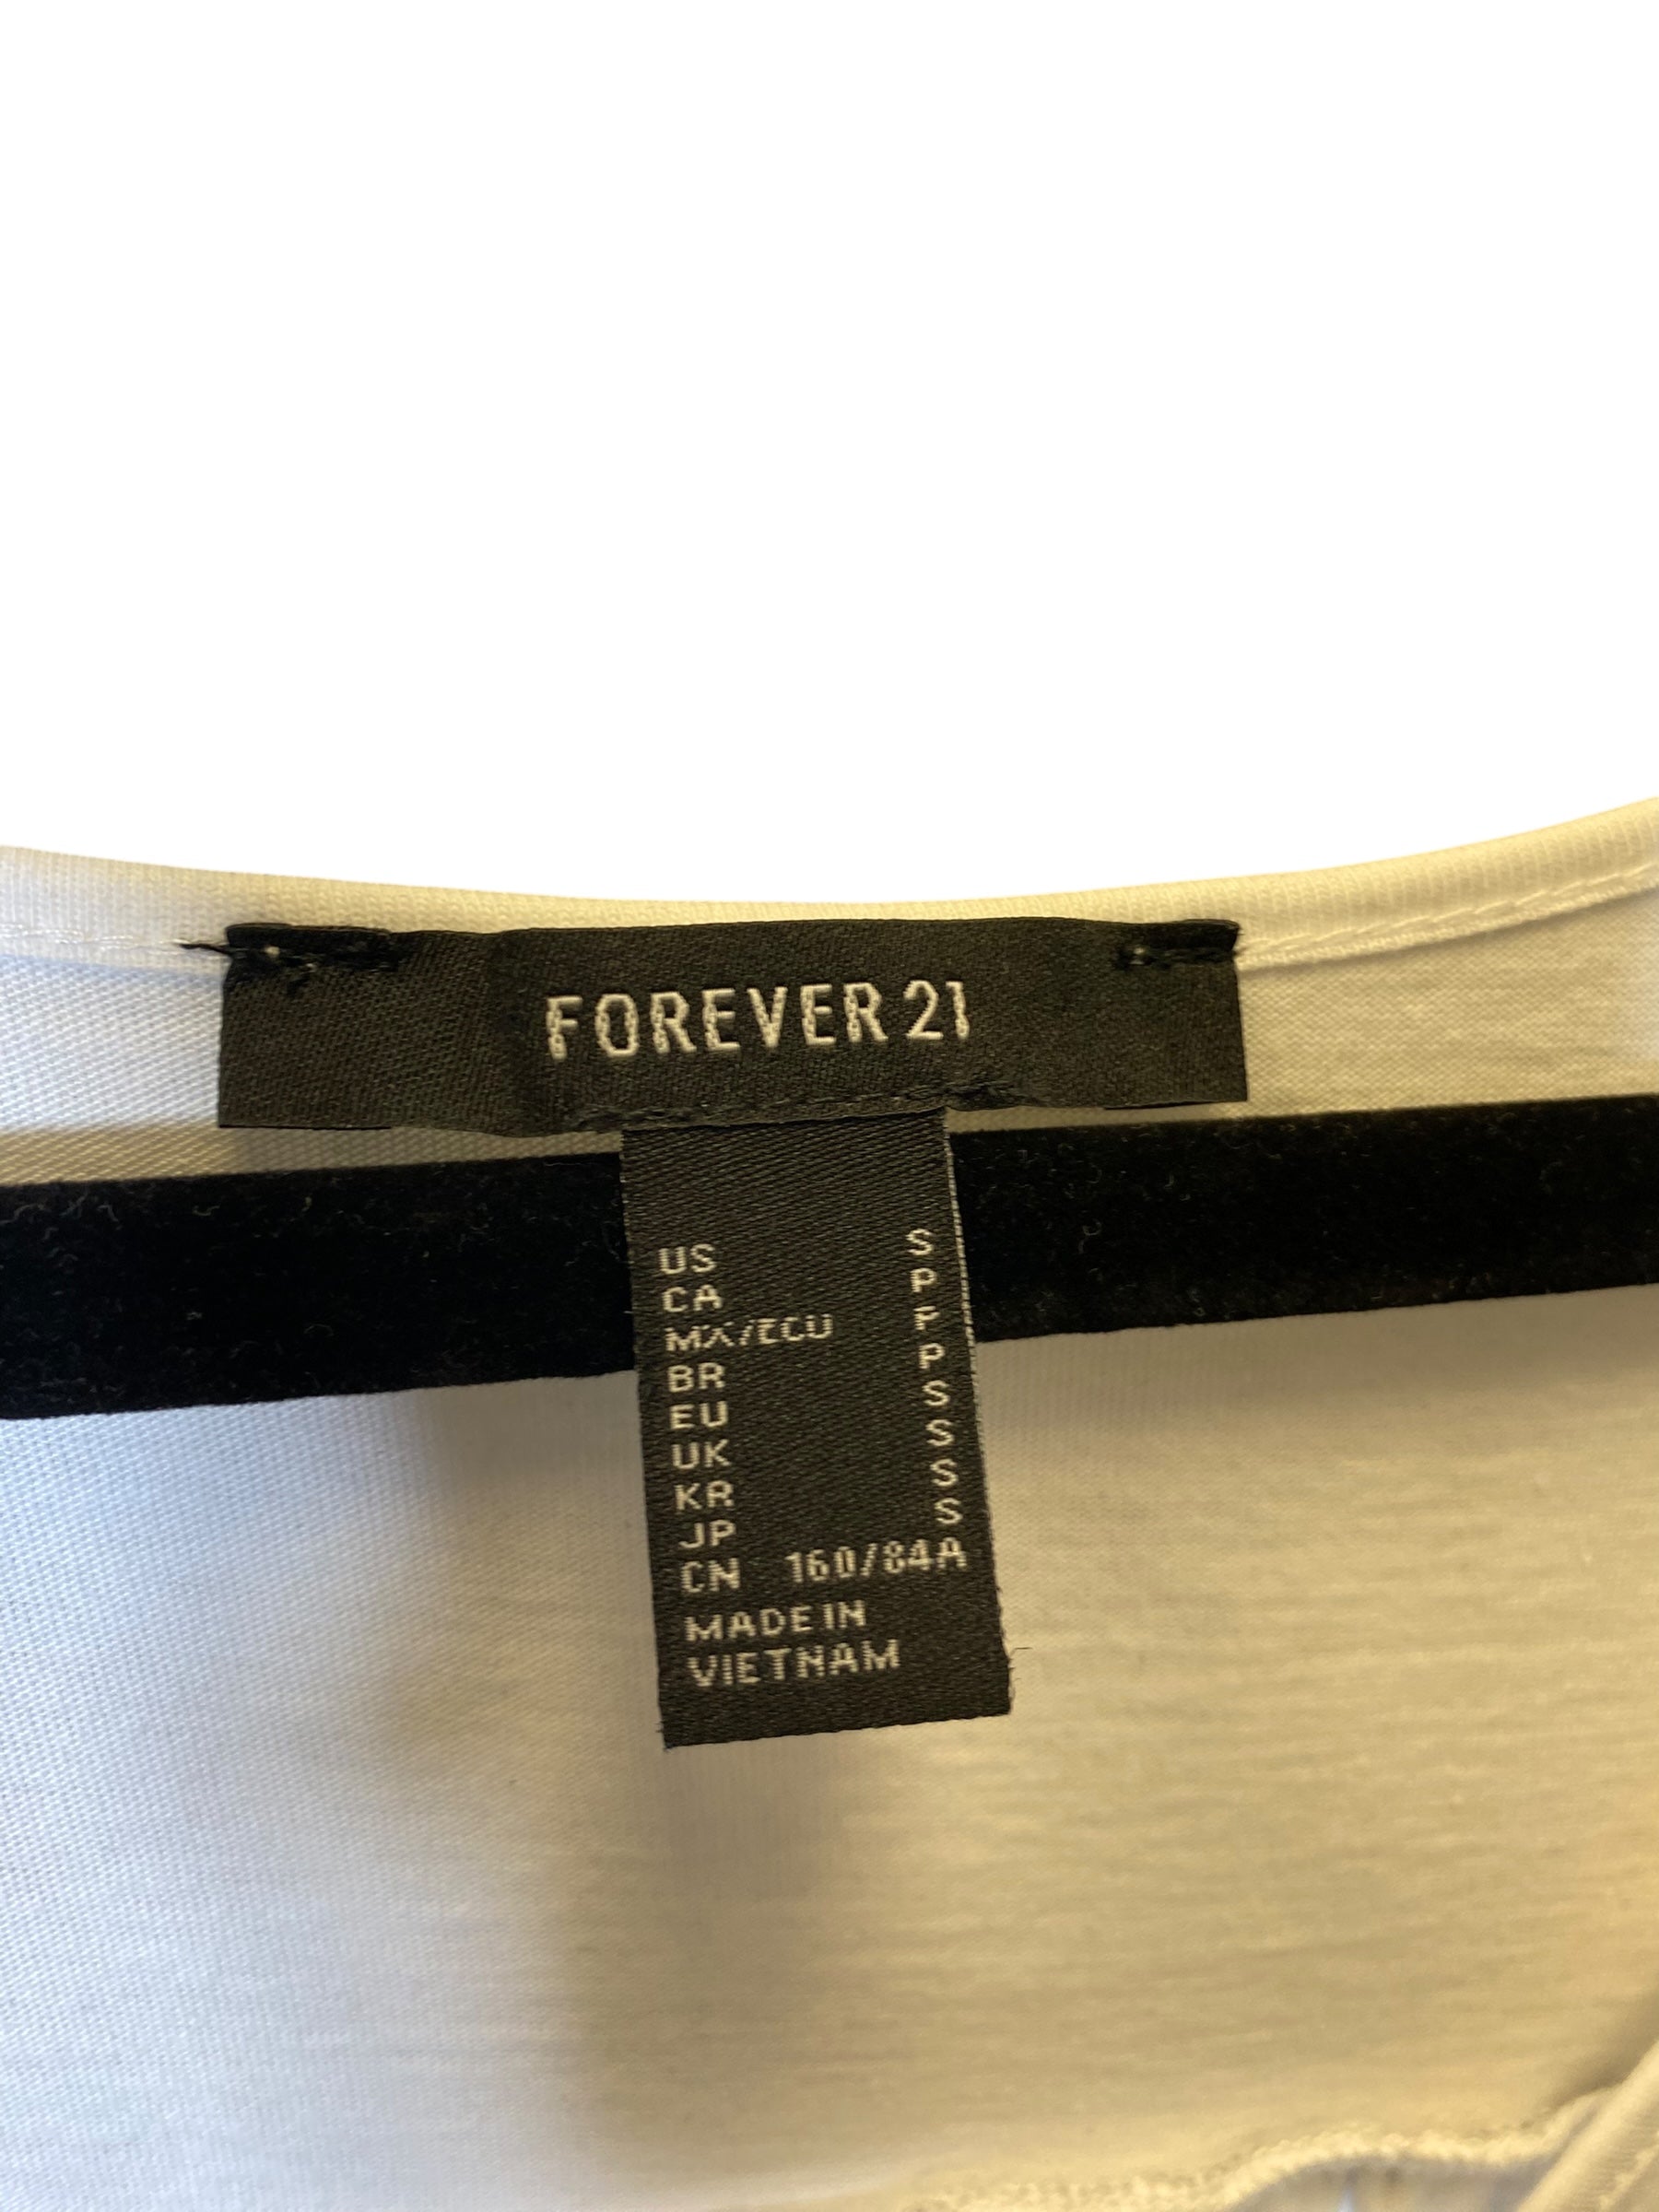 FOREVER 21
US S
CA P
MX/ECU P
BR P
EU S
UK S
KR S
JP S
CN 160/84A
MADE IN
VIETNAM